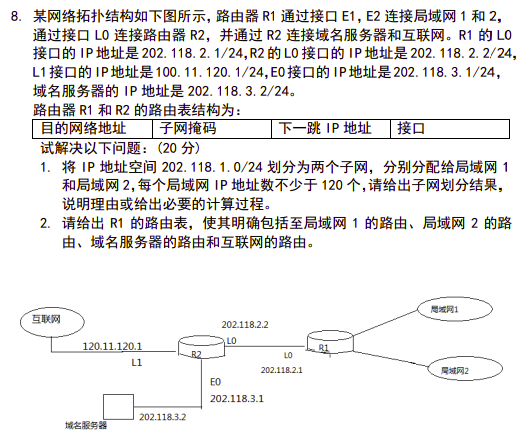 8. 某网络拓扑结构如下图所示，路由器 R1 通过接口 E1，E2 连接局域网 1 和 2，
通过接口 L0 连接路由器 R2，并通过 R2 连接域名服务器和互联网。R1 的 L0
接口的 IP 地址是 202.118.2.1/24,R2 的 L0 接口的 IP 地址是 202.118.2.2/24,
L1 接口的 IP 地址是 100.11.120.1/24,E0 接口的 IP 地址是 202.118.3.1/24,
域名服务器的 IP 地址是 202.118.3.2/24。
路由器 R1 和 R2 的路由表结构为：
目的网络地址 子网掩码 下一跳 IP 地址 接口
试解决以下问题：(20 分)
1. 将 IP 地址空间 202.118.1.0/24 划分为两个子网，分别分配给局域网 1
和局域网 2,每个局域网 IP 地址数不少于 120 个,请给出子网划分结果,
说明理由或给出必要的计算过程。
2. 请给出 R1 的路由表，使其明确包括至局域网 1 的路由、局域网 2 的路
由、域名服务器的路由和互联网的路由。
局域网1
互联网
202.118.2.2
120.11.120.1
L0
R1
R2
L0
L1
202.118.2.1
局域网2
E0
202.118.3.1
202.118.3.2
域名服务器